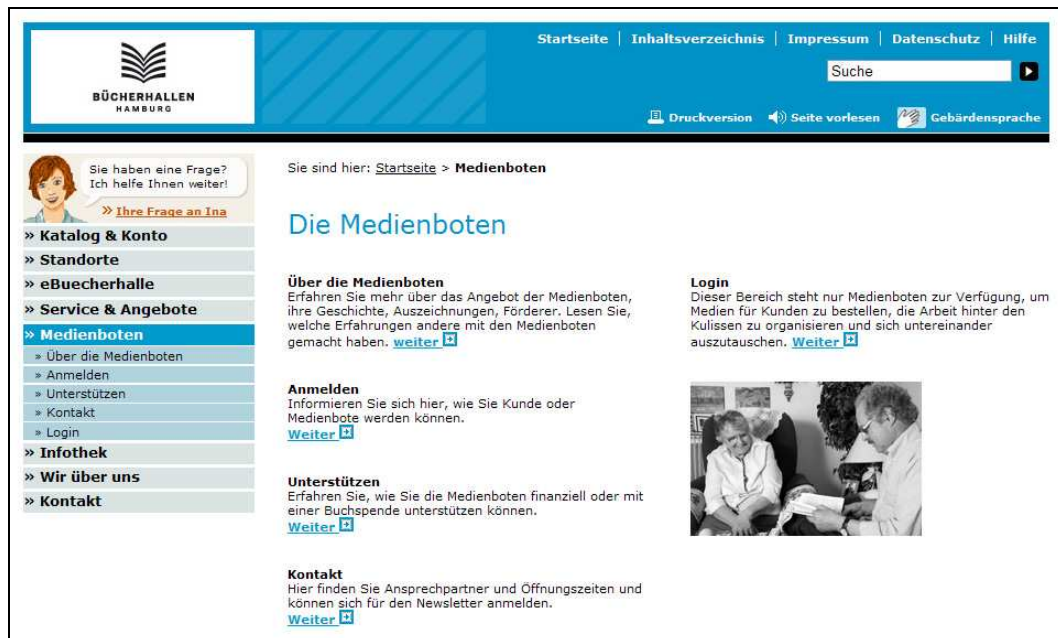 BÜCHERHALLEN
HAMBURG
Startseite | Inhaltsverzeichnis | Impressum | Datenschutz | Hilfe
Suche
Druckversion Seite vorlesen Gebärdensprache
Sie haben eine Frage?
Ich helfe Ihnen weiter!
» Ihre Frage an Ina
» Katalog & Konto
» Standorte
» eBuecherhalle
» Service & Angebote
» Medienboten
» Über die Medienboten
» Anmelden
» Unterstützen
» Kontakt
» Login
» Infothek
» Wir über uns
» Kontakt
Sie sind hier: Startseite > Medienboten
Die Medienboten
Über die Medienboten
Erfahren Sie mehr über das Angebot der Medienboten,
ihre Geschichte, Auszeichnungen, Förderer. Lesen Sie,
welche Erfahrungen andere mit den Medienboten
gemacht haben. weiter
Anmelden
Informieren Sie sich hier, wie Sie Kunde oder
Medienbote werden können.
Weiter
Unterstützen
Erfahren Sie, wie Sie die Medienboten finanziell oder mit
einer Buchspende unterstützen können.
Weiter
Kontakt
Hier finden Sie Ansprechpartner und Öffnungszeiten und
können sich für den Newsletter anmelden.
Weiter
Login
Dieser Bereich steht nur Medienboten zur Verfügung, um
Medien für Kunden zu bestellen, die Arbeit hinter den
Kulissen zu organisieren und sich untereinander
auszutauschen. Weiter